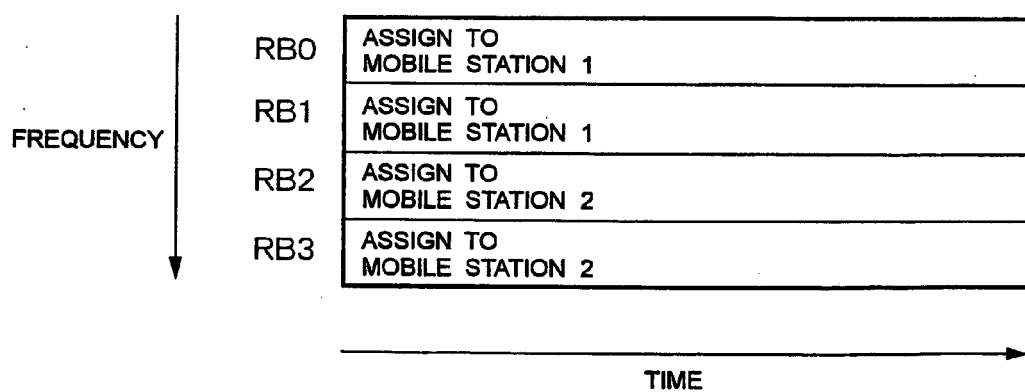 RB0
ASSIGN TO
MOBILE STATION 1
RB1
ASSIGN TO
MOBILE STATION 1
FREQUENCY
RB2
ASSIGN TO
MOBILE STATION 2
RB3
ASSIGN TO
MOBILE STATION 2
TIME